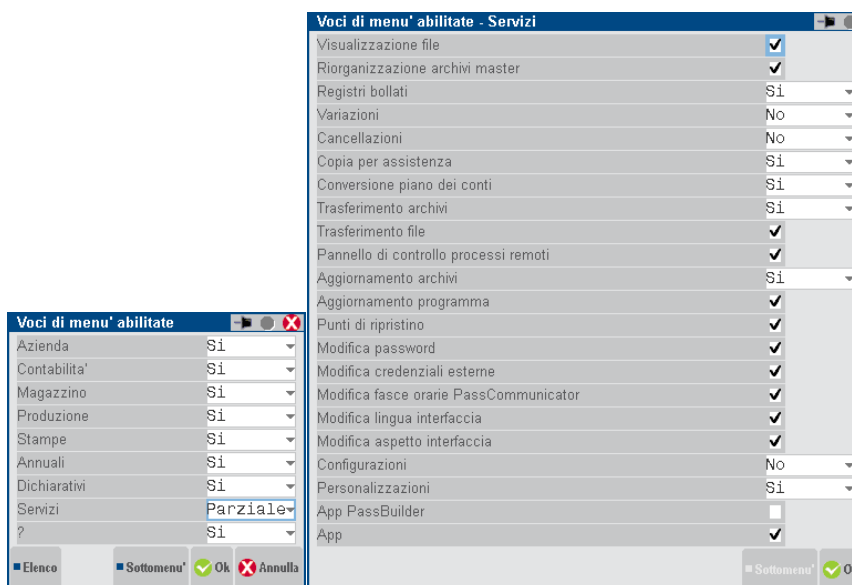 Voci di menu' abilitate - Servizi
Visualizzazione file
Riorganizzazione archivi master
Registri bollati Si
Variazioni No
Cancellazioni No
Copia per assistenza Si
Conversione piano dei conti Si
Trasferimento archivi Si
Trasferimento file
Pannello di controllo processi remoti
Aggiornamento archivi Si
Aggiornamento programma
Punti di ripristino
Modifica password
Modifica credenziali esterne
Modifica fasce orarie PassCommunicator
Modifica lingua interfaccia
Modifica aspetto interfaccia
Configurazioni No
Personalizzazioni Si
App PassBuilder
App
Sottomenu' O
Voci di menu' abilitate
Azienda Si
Contabilita' Si
Magazzino Si
Produzione Si
Stampe Si
Annuali Si
Dichiarativi Si
Servizi Parziale
? Si
Elenco Sottomenu' Ok Annulla